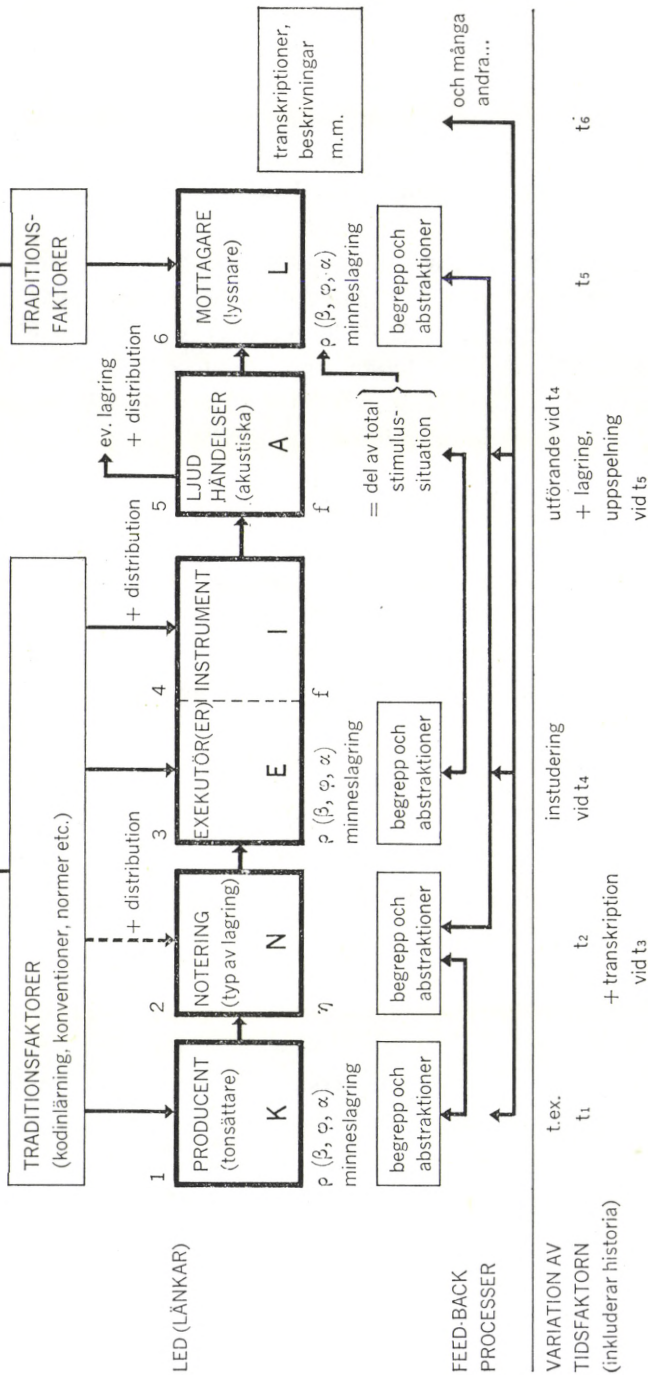 TRADITIONSFAKTORER
(kodinlärning, konventioner, normer etc.)
TRADITIONS-
FAKTORER
+ distribution
+ distribution
ev. lagring
+ distribution
LED (LÄNKAR)
1
PRODUCENT
(tonsättare)
K
ρ (β, φ, α)
minneslagring
2
NOTERING
(typ av lagring)
N
η
3
EXEKUTÖR(ER)
E
ρ (β, φ, α)
minneslagring
4
INSTRUMENT
I
f
5
LJUD
HÄNDELSER
(akustiska)
A
f
6
MOTTAGARE
(lyssnare)
L
ρ (β, φ, α)
minneslagring
transkriptioner,
beskrivningar
m.m.
= del av total
stimulus-
situation
begrepp och
abstraktioner
begrepp och
abstraktioner
begrepp och
abstraktioner
begrepp och
abstraktioner
och många
andra...
FEED-BACK
PROCESSER
VARIATION AV
TIDSFAKTORN
(inkluderar historia)
t.ex.
t₁
t₂
+ transkription
vid t₃
instudering
vid t₄
utförande vid t₄
+ lagring,
uppspelning
vid t₅
t₅
t₆